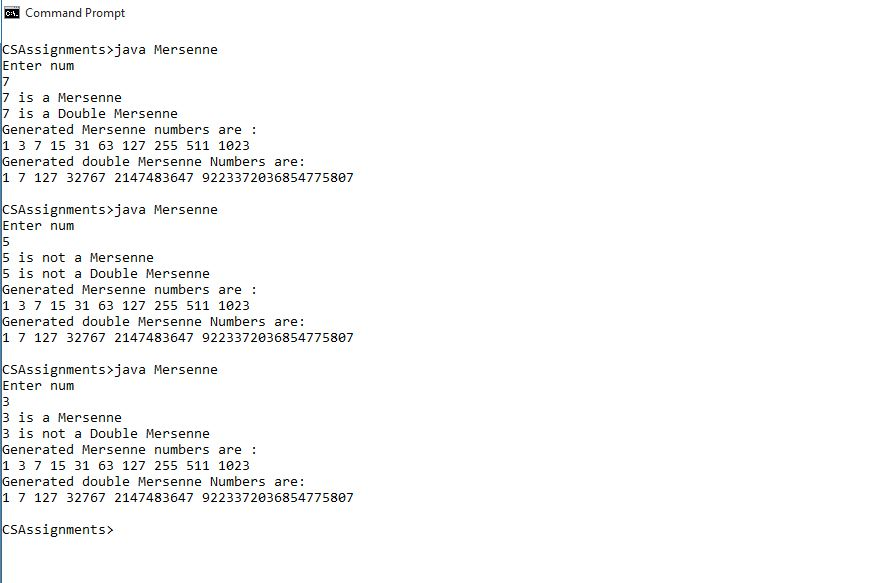 Command Prompt
CSAssignments>java Mersenne
Enter num
7
7 is a Mersenne
7 is a Double Mersenne
Generated Mersenne numbers are :
1 3 7 15 31 63 127 255 511 1023
Generated double Mersenne Numbers are:
1 7 127 32767 2147483647 9223372036854775807
CSAssignments>java Mersenne
Enter num
5
5 is not a Mersenne
5 is not a Double Mersenne
Generated Mersenne numbers are :
1 3 7 15 31 63 127 255 511 1023
Generated double Mersenne Numbers are:
1 7 127 32767 2147483647 9223372036854775807
CSAssignments>java Mersenne
Enter num
3
3 is a Mersenne
3 is not a Double Mersenne
Generated Mersenne numbers are :
1 3 7 15 31 63 127 255 511 1023
Generated double Mersenne Numbers are:
1 7 127 32767 2147483647 9223372036854775807
CSAssignments>